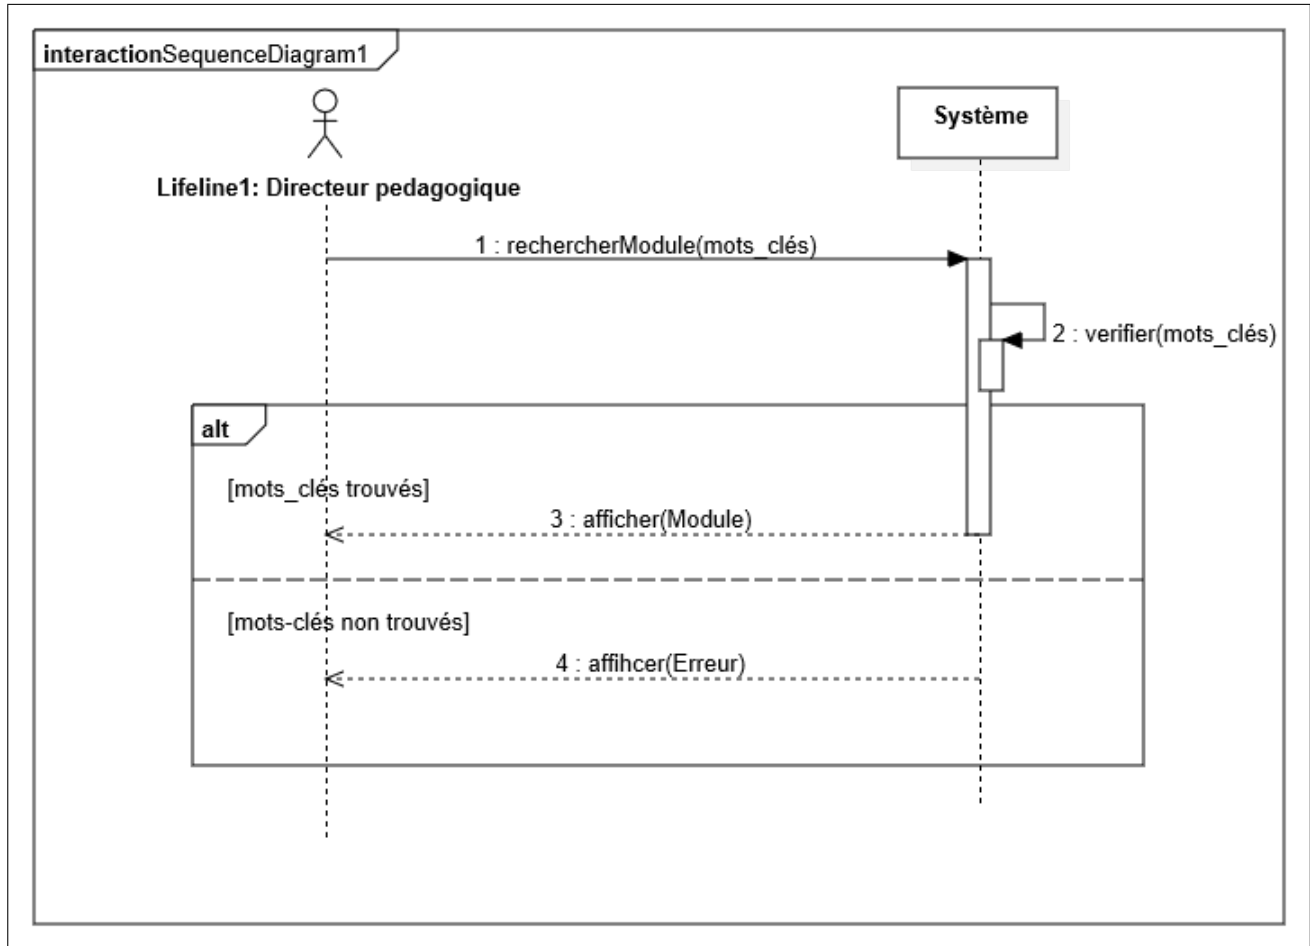 interactionSequenceDiagram1
Système
Lifeline1: Directeur pedagogique
1 : rechercherModule(mots_clés)
2 : verifier(mots_clés)
alt
[mots_clés trouvés]
3 : afficher(Module)
[mots-clés non trouvés]
4 : affihcer(Erreur)